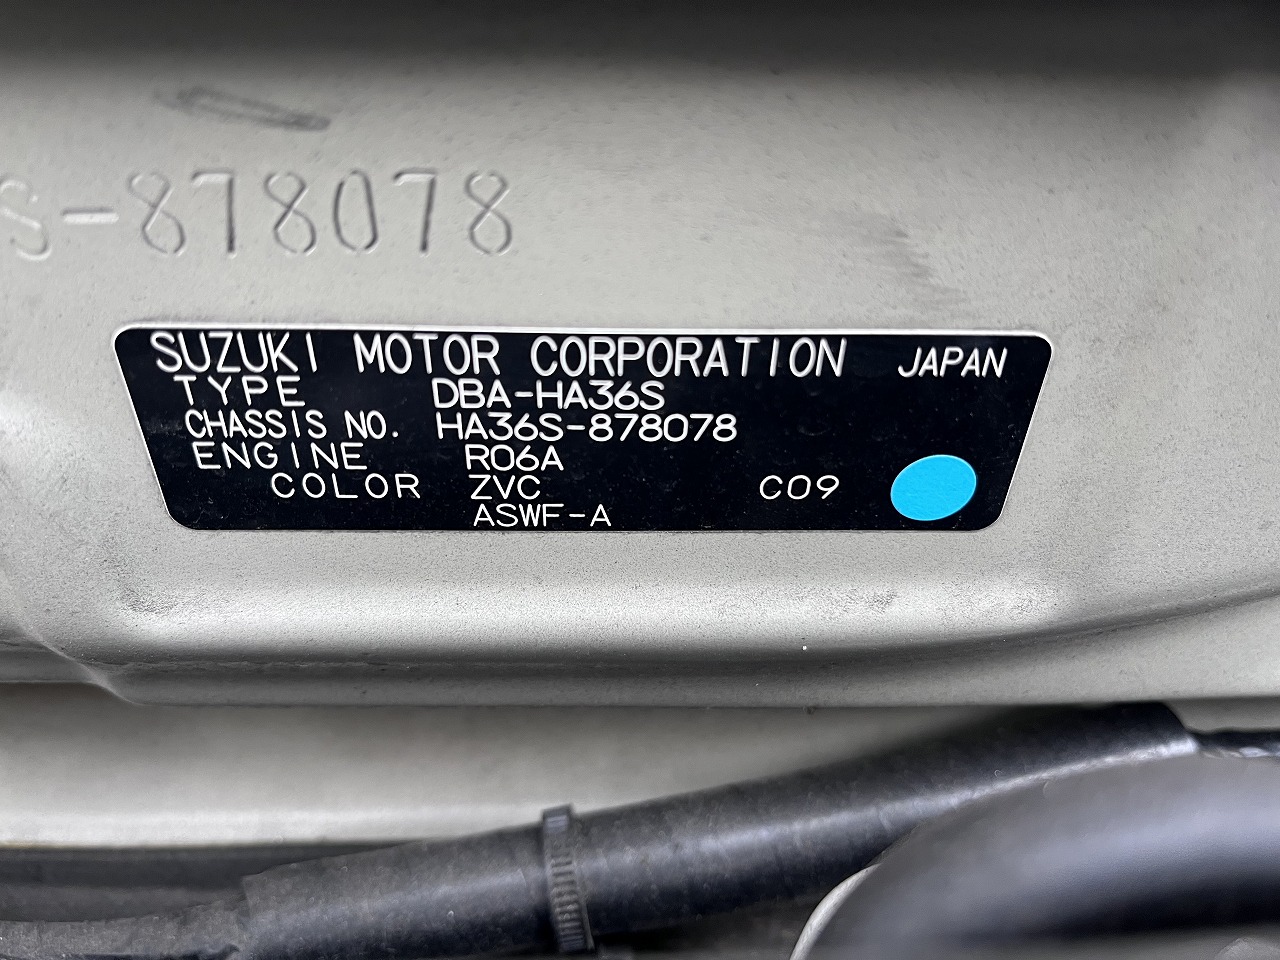 S-878078
SUZUKI MOTOR CORPORATION JAPAN
TYPE DBA-HA36S
CHASSIS NO. HA36S-878078
ENGINE R06A
COLOR ZVC C09
ASWF-A